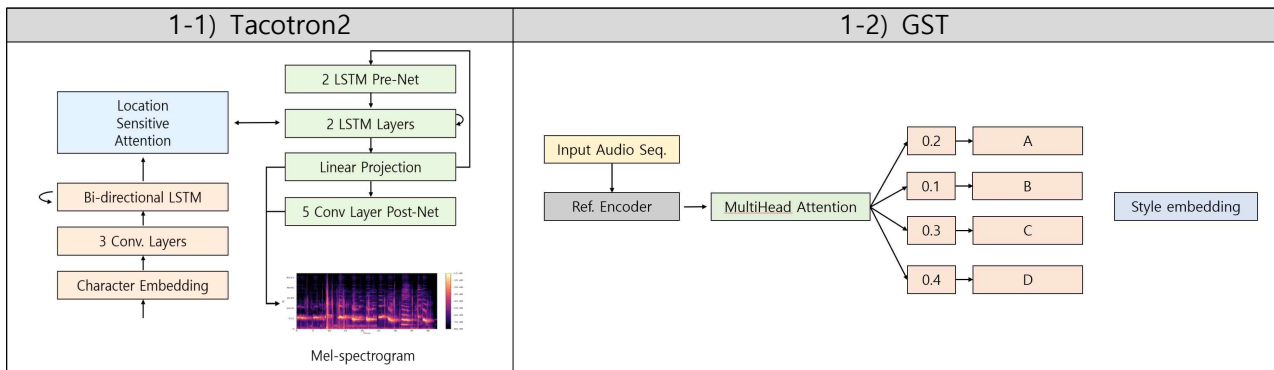 1-1) Tacotron2
2 LSTM Pre-Net
Location
Sensitive
Attention
2 LSTM Layers
Linear Projection
Bi-directional LSTM
5 Conv Layer Post-Net
3 Conv. Layers
Character Embedding
Mel-spectrogram
1-2) GST
Input Audio Seq.
Ref. Encoder
MultiHead Attention
0.2
A
0.1
B
0.3
C
0.4
D
Style embedding